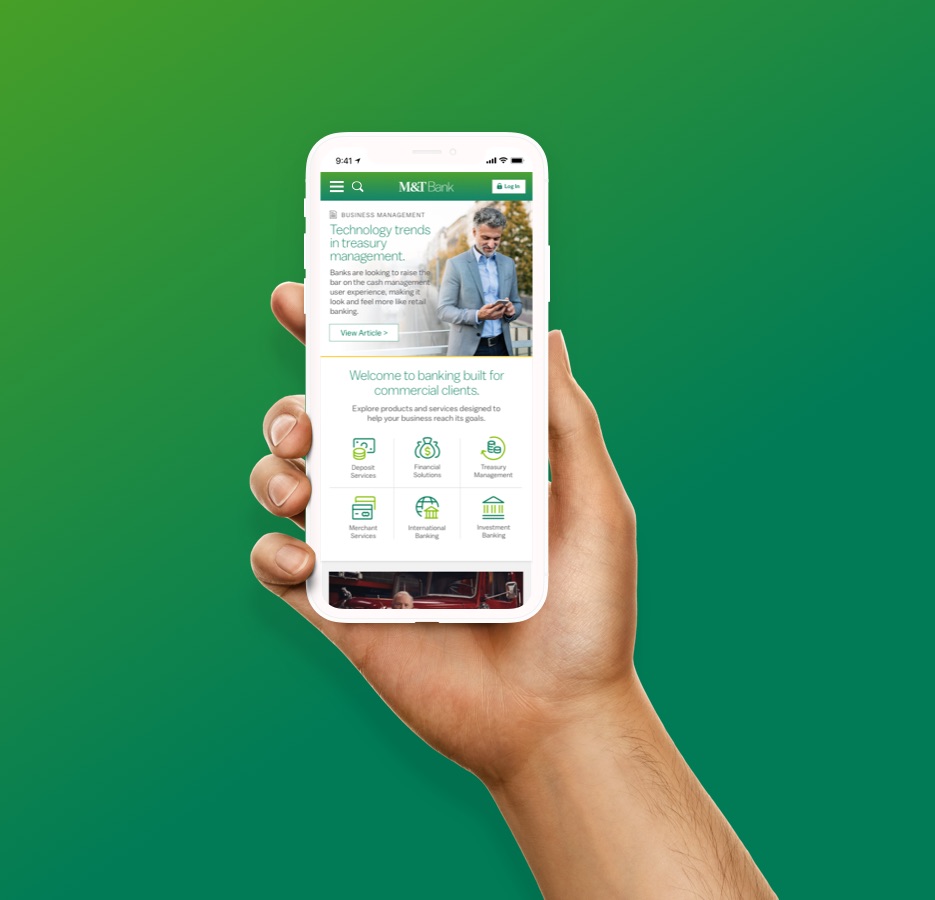 9:41
M&T Bank
Log In
BUSINESS MANAGEMENT
Technology trends
in treasury
management.
Banks are looking to raise the
bar on the cash management
user experience, making it
look and feel more like retail
banking.
View Article >
Welcome to banking built for
commercial clients.
Explore products and services designed to
help your business reach its goals.
Deposit
Services
Financial
Solutions
Treasury
Management
Merchant
Services
International
Banking
Investment
Banking